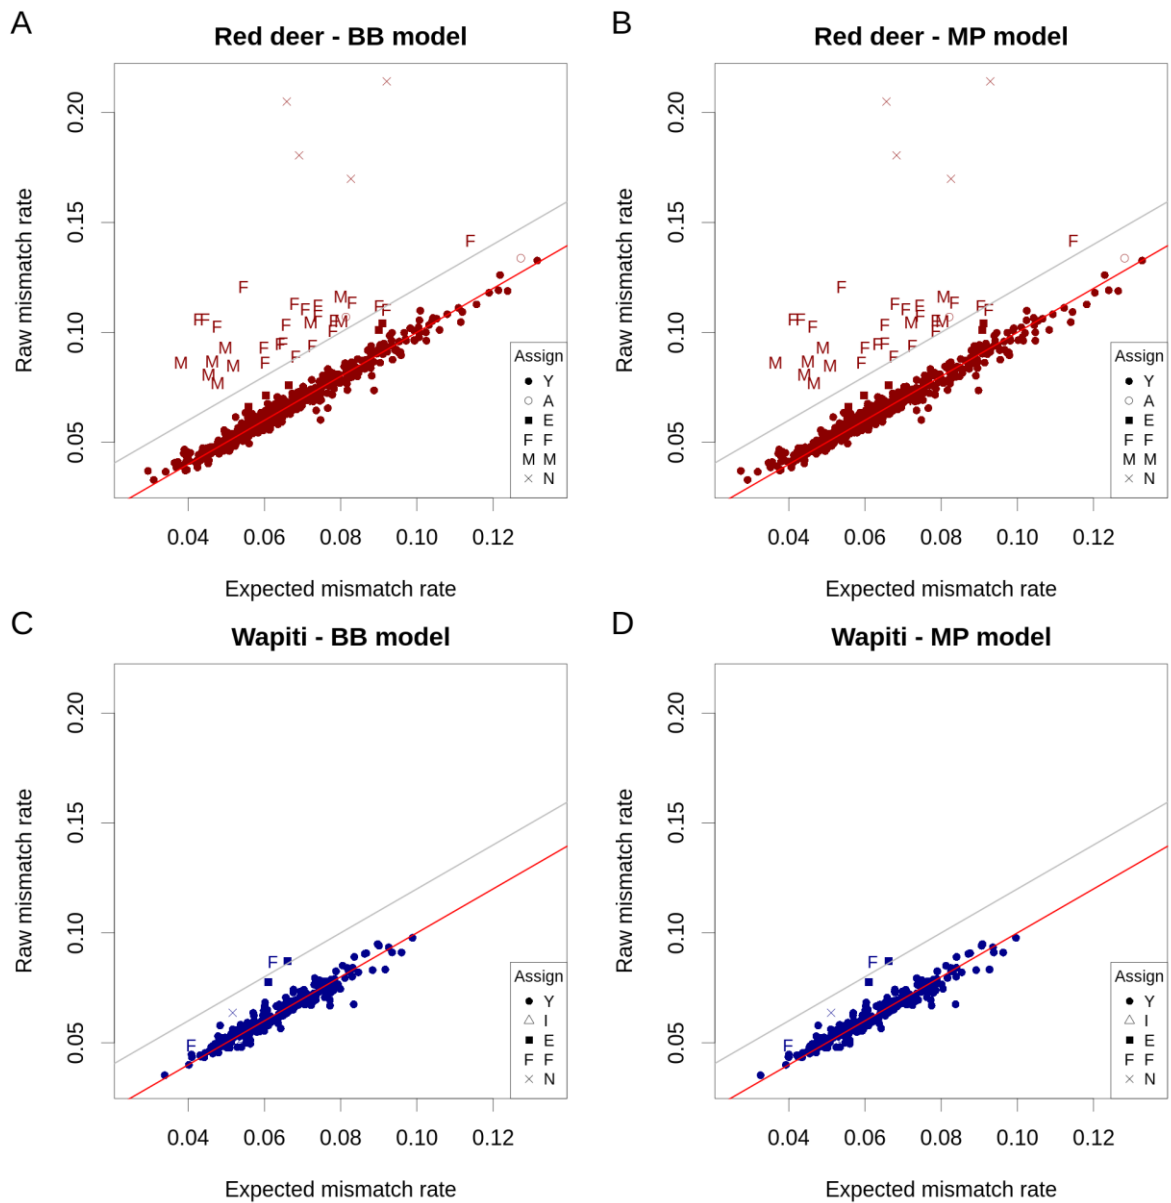 A
Red deer - BB model
Raw mismatch rate
0.20
0.15
0.10
0.05
0.04 0.06 0.08 0.10 0.12
Expected mismatch rate
Assign
Y
A
E
F F
M M
N
B
Red deer - MP model
Raw mismatch rate
0.20
0.15
0.10
0.05
0.04 0.06 0.08 0.10 0.12
Expected mismatch rate
Assign
Y
A
E
F F
M M
N
C
Wapiti - BB model
Raw mismatch rate
0.20
0.15
0.10
0.05
0.04 0.06 0.08 0.10 0.12
Expected mismatch rate
Assign
Y
I
E
F F
N
D
Wapiti - MP model
Raw mismatch rate
0.20
0.15
0.10
0.05
0.04 0.06 0.08 0.10 0.12
Expected mismatch rate
Assign
Y
I
E
F F
N